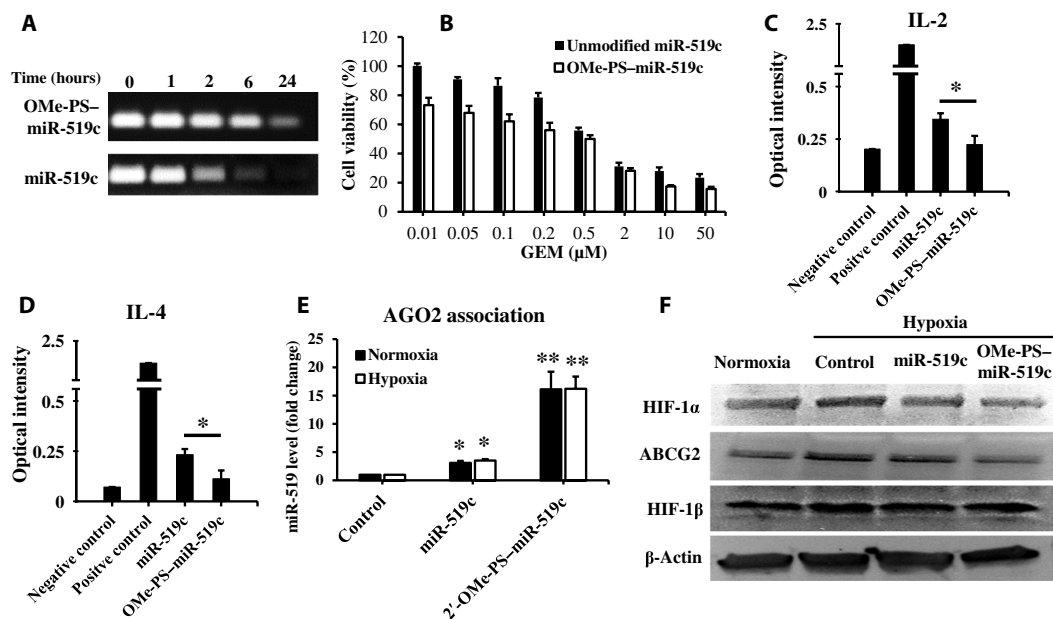 A
Time (hours) 0 1 2 6 24
OMe-PS–
miR-519c
miR-519c
B
Unmodified miR-519c
OMe-PS–miR-519c
Cell viability (%)
120
100
80
60
40
20
0
0.01 0.05 0.1 0.2 0.5 2 10 50
GEM (µM)
C
IL-2
Optical intensity
2.5
0.5
0.25
0
*
Negative control
Positve control
miR-519c
OMe-PS–miR-519c
D
IL-4
Optical intensity
2.5
0.5
0.25
0
*
Negative control
Positve control
miR-519c
OMe-PS–miR-519c
E
AGO2 association
Normoxia
Hypoxia
miR-519 level (fold change)
25
20
15
10
5
0
* *
** **
Control
miR-519c
2'-OMe-PS–miR-519c
F
Hypoxia
Normoxia Control miR-519c OMe-PS–
miR-519c
HIF-1α
ABCG2
HIF-1β
β-Actin